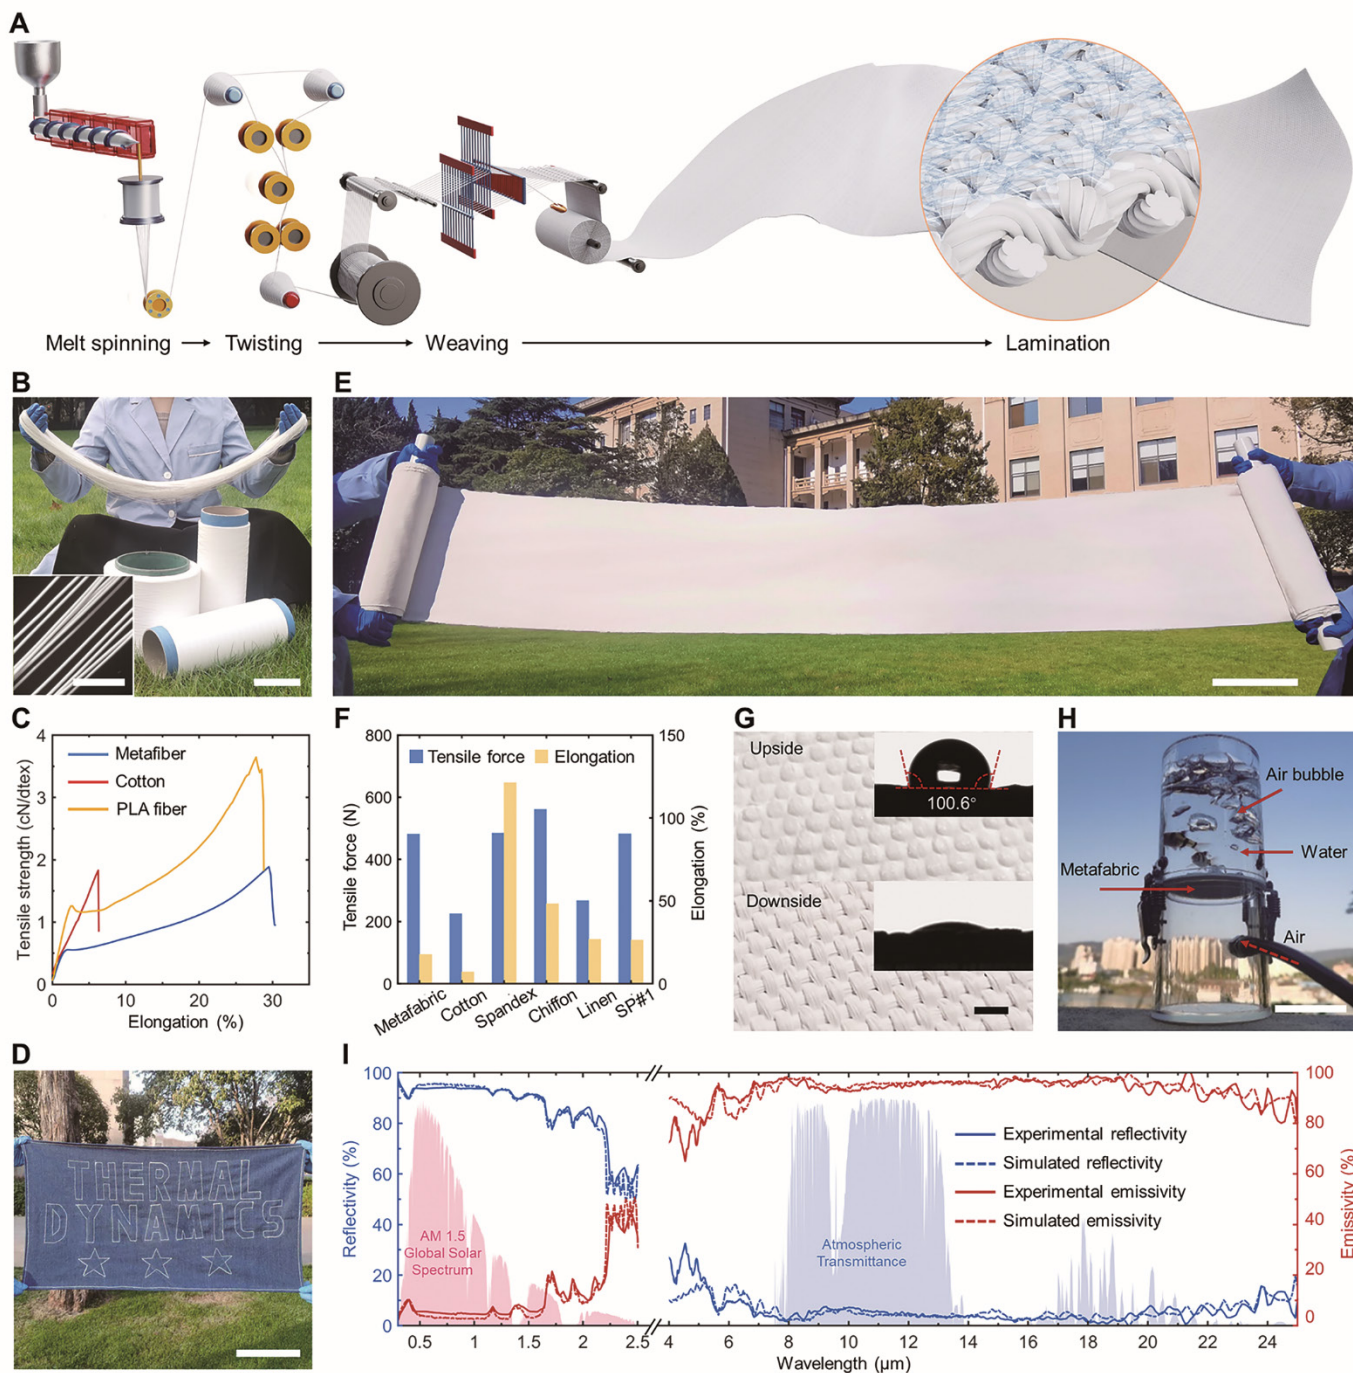 A
Melt spinning
Twisting
Weaving
Lamination
B
E
C
Tensile strength (cN/dtex)
4
3
2
1
0
Metafiber
Cotton
PLA fiber
0
10
20
30
Elongation (%)
F
Tensile force (N)
800
600
400
200
0
Tensile force
Elongation
150
100
50
0
Elongation (%)
Metafabric
Cotton
Spandex
Chiffon
Linen
SP#1
G
Upside
100.6°
Downside
H
Air bubble
Water
Metafabric
Air
D
THERMAL
DYNAMICS
I
Reflectivity (%)
100
80
60
40
20
0
AM 1.5
Global Solar
Spectrum
Atmospheric
Transmittance
Experimental reflectivity
Simulated reflectivity
Experimental emissivity
Simulated emissivity
100
80
60
40
20
0
Emissivity (%)
0.5
1
1.5
2
2.5
4
6
8
10
12
14
16
18
20
22
24
Wavelength (μm)